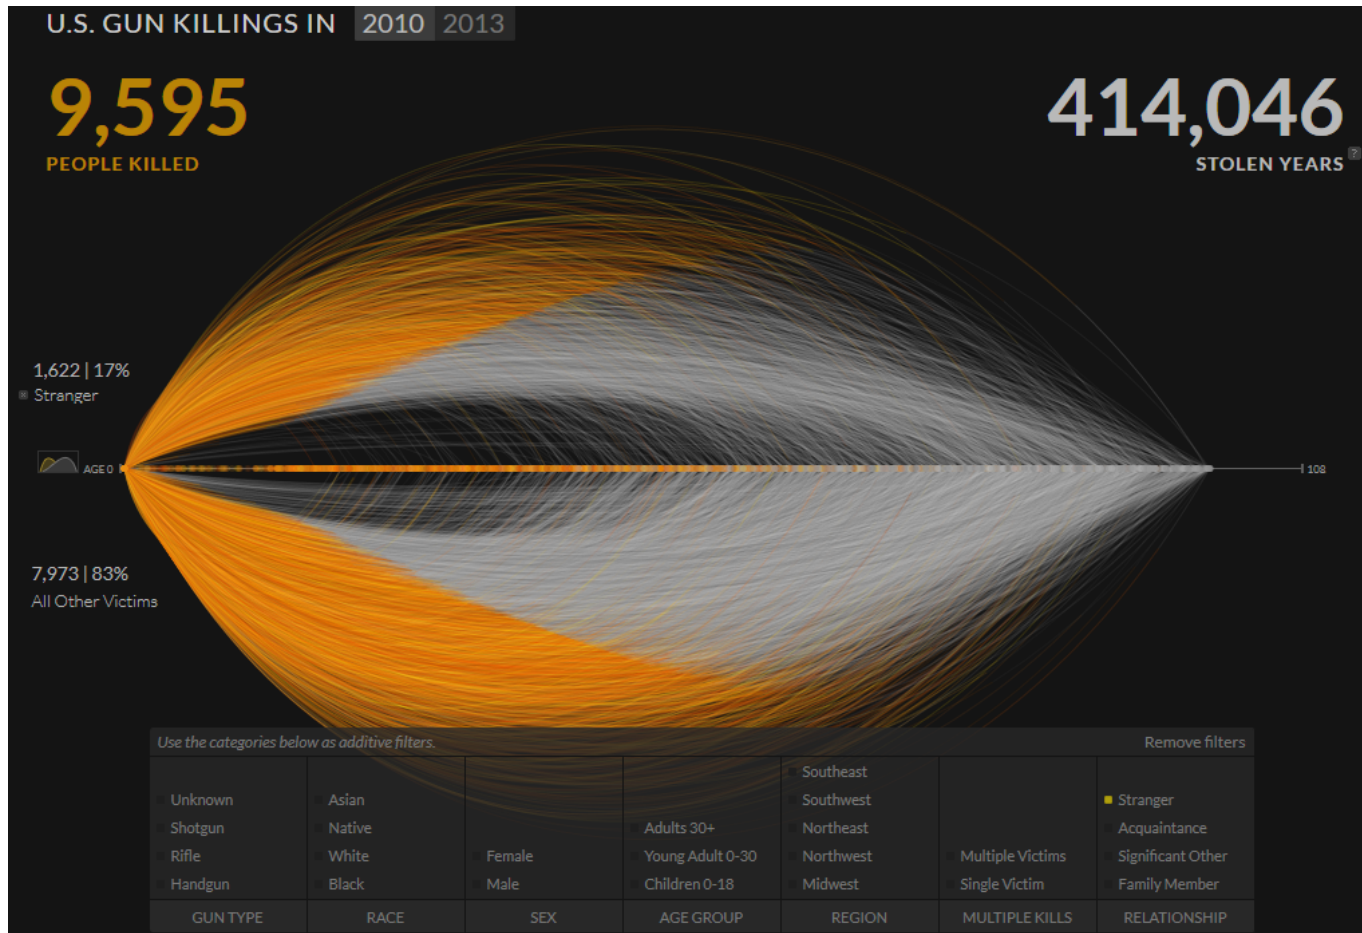 U.S. GUN KILLINGS IN 2010 2013
9,595
PEOPLE KILLED
414,046
STOLEN YEARS ?
1,622 | 17%
Stranger
AGE 0
108
7,973 | 83%
All Other Victims
Use the categories below as additive filters. Remove filters
Unknown
Shotgun
Rifle
Handgun
GUN TYPE
Asian
Native
White
Black
RACE
Female
Male
SEX
Adults 30+
Young Adult 0-30
Children 0-18
AGE GROUP
Southeast
Southwest
Northeast
Northwest
Midwest
REGION
Multiple Victims
Single Victim
MULTIPLE KILLS
Stranger
Acquaintance
Significant Other
Family Member
RELATIONSHIP